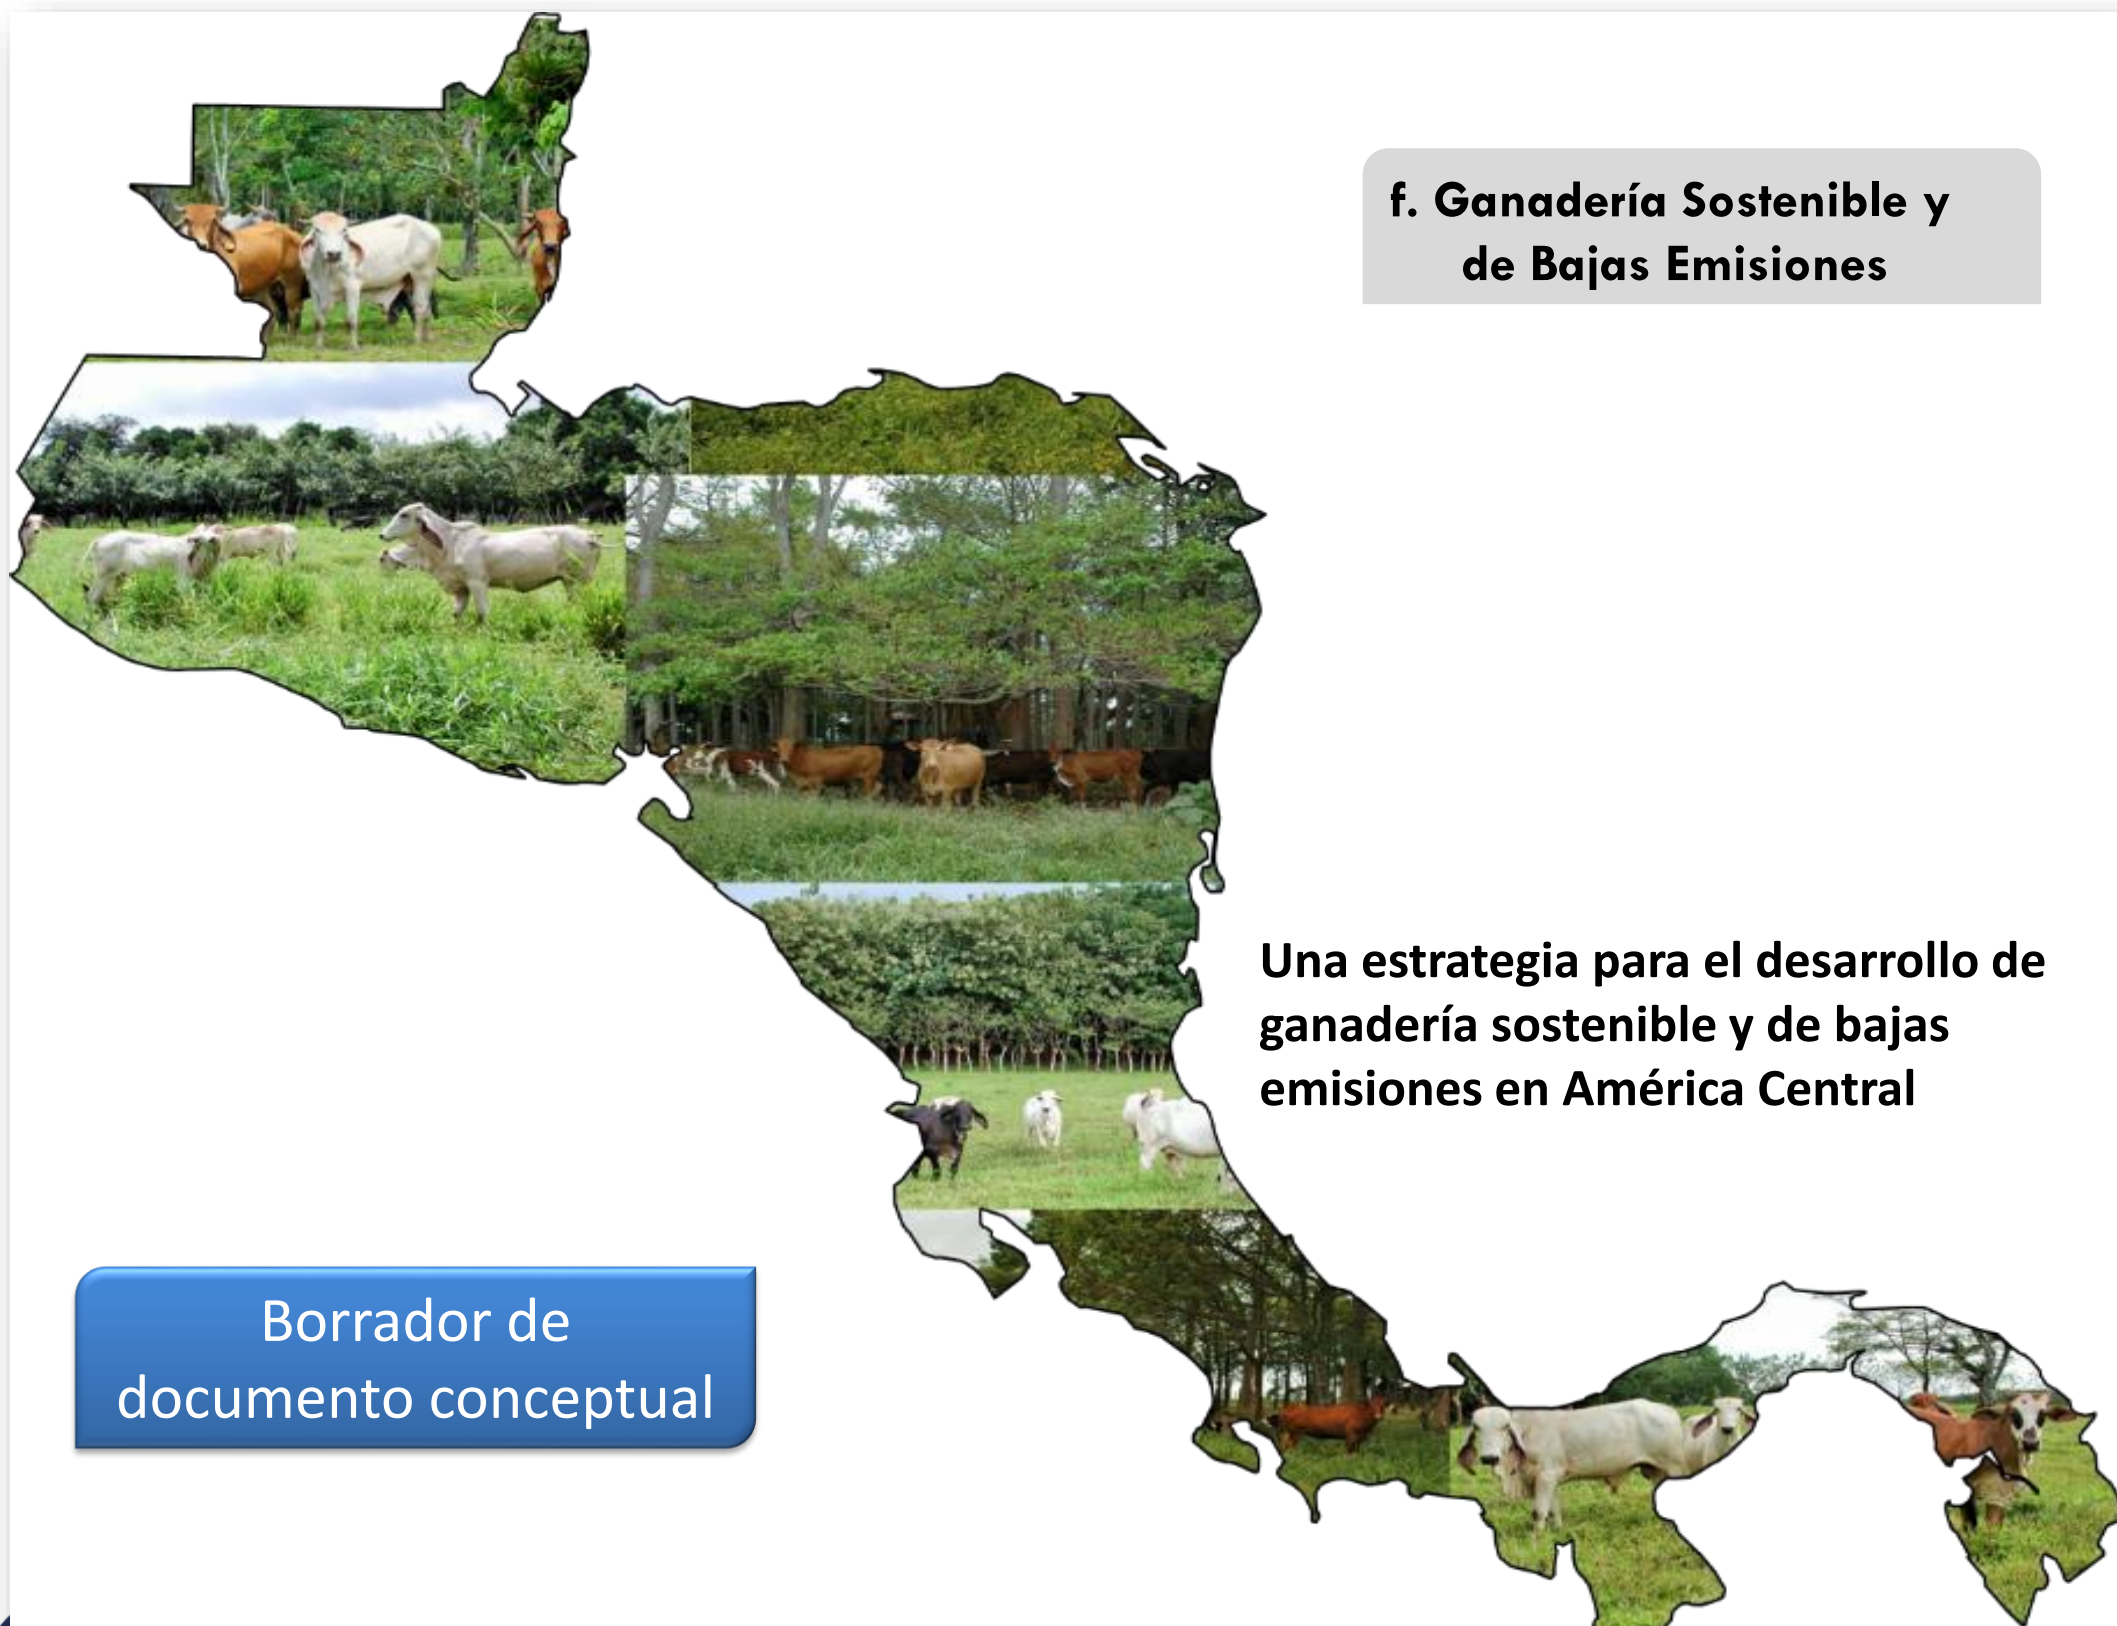 f. Ganadería Sostenible y
de Bajas Emisiones
Una estrategia para el desarrollo de
ganadería sostenible y de bajas
emisiones en América Central
Borrador de
documento conceptual